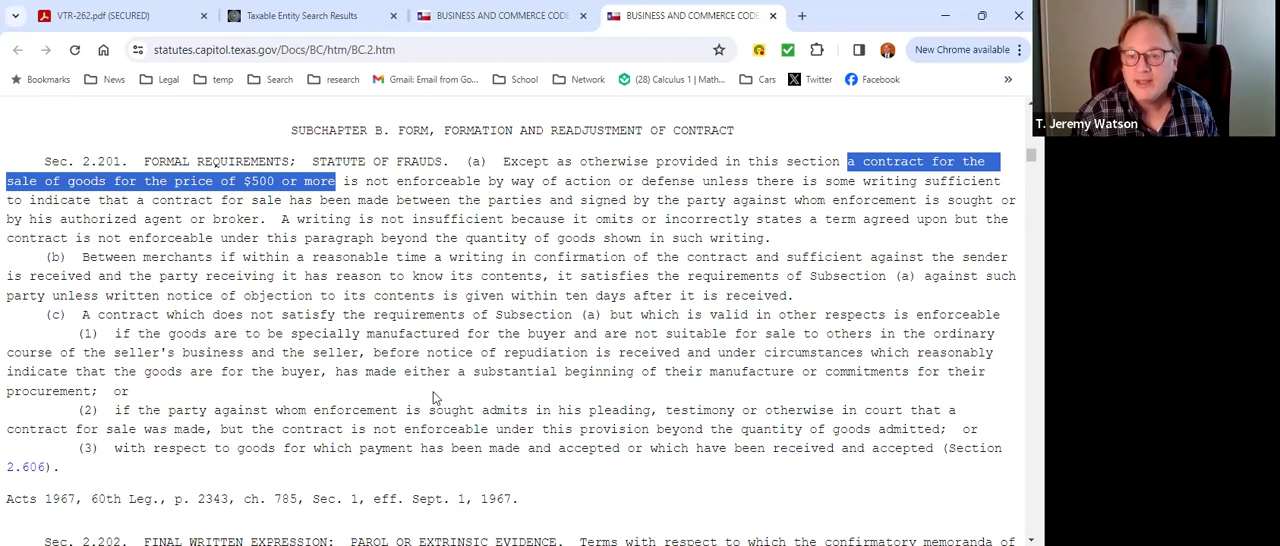 VTR-262.pdf (SECURED)
Taxable Entity Search Results
BUSINESS AND COMMERCE CODE
BUSINESS AND COMMERCE CODE
statutes.capitol.texas.gov/Docs/BC/htm/BC.2.htm
New Chrome available
Bookmarks News Legal temp Search research Gmail: Email from Go... School Network (28) Calculus 1 | Math... Cars Twitter Facebook
T. Jeremy Watson
SUBCHAPTER B. FORM, FORMATION AND READJUSTMENT OF CONTRACT
Sec. 2.201. FORMAL REQUIREMENTS; STATUTE OF FRAUDS. (a) Except as otherwise provided in this section a contract for the
sale of goods for the price of $500 or more is not enforceable by way of action or defense unless there is some writing sufficient
to indicate that a contract for sale has been made between the parties and signed by the party against whom enforcement is sought or
by his authorized agent or broker. A writing is not insufficient because it omits or incorrectly states a term agreed upon but the
contract is not enforceable under this paragraph beyond the quantity of goods shown in such writing.
(b) Between merchants if within a reasonable time a writing in confirmation of the contract and sufficient against the sender
is received and the party receiving it has reason to know its contents, it satisfies the requirements of Subsection (a) against such
party unless written notice of objection to its contents is given within ten days after it is received.
(c) A contract which does not satisfy the requirements of Subsection (a) but which is valid in other respects is enforceable
(1) if the goods are to be specially manufactured for the buyer and are not suitable for sale to others in the ordinary
course of the seller's business and the seller, before notice of repudiation is received and under circumstances which reasonably
indicate that the goods are for the buyer, has made either a substantial beginning of their manufacture or commitments for their
procurement; or
(2) if the party against whom enforcement is sought admits in his pleading, testimony or otherwise in court that a
contract for sale was made, but the contract is not enforceable under this provision beyond the quantity of goods admitted; or
(3) with respect to goods for which payment has been made and accepted or which have been received and accepted (Section
2.606).
Acts 1967, 60th Leg., p. 2343, ch. 785, Sec. 1, eff. Sept. 1, 1967.
Sec. 2.202. FINAL WRITTEN EXPRESSION: PAROL OR EXTRINSIC EVIDENCE. Terms with respect to which the confirmatory memoranda of